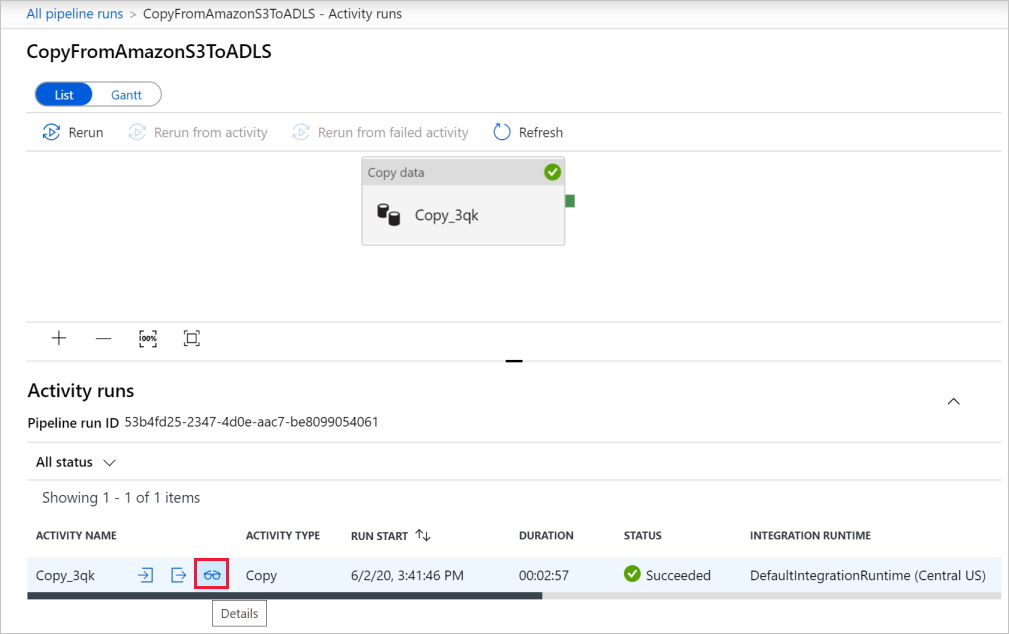 All pipeline runs > CopyFromAmazonS3ToADLS - Activity runs
CopyFromAmazonS3ToADLS
List Gantt
Rerun Rerun from activity Rerun from failed activity Refresh
Copy data
Copy_3qk
100%
Activity runs
Pipeline run ID 53b4fd25-2347-4d0e-aac7-be8099054061
All status
Showing 1 - 1 of 1 items
ACTIVITY NAME ACTIVITY TYPE RUN START DURATION STATUS INTEGRATION RUNTIME
Copy_3qk Copy 6/2/20, 3:41:46 PM 00:02:57 Succeeded DefaultIntegrationRuntime (Central US)
Details